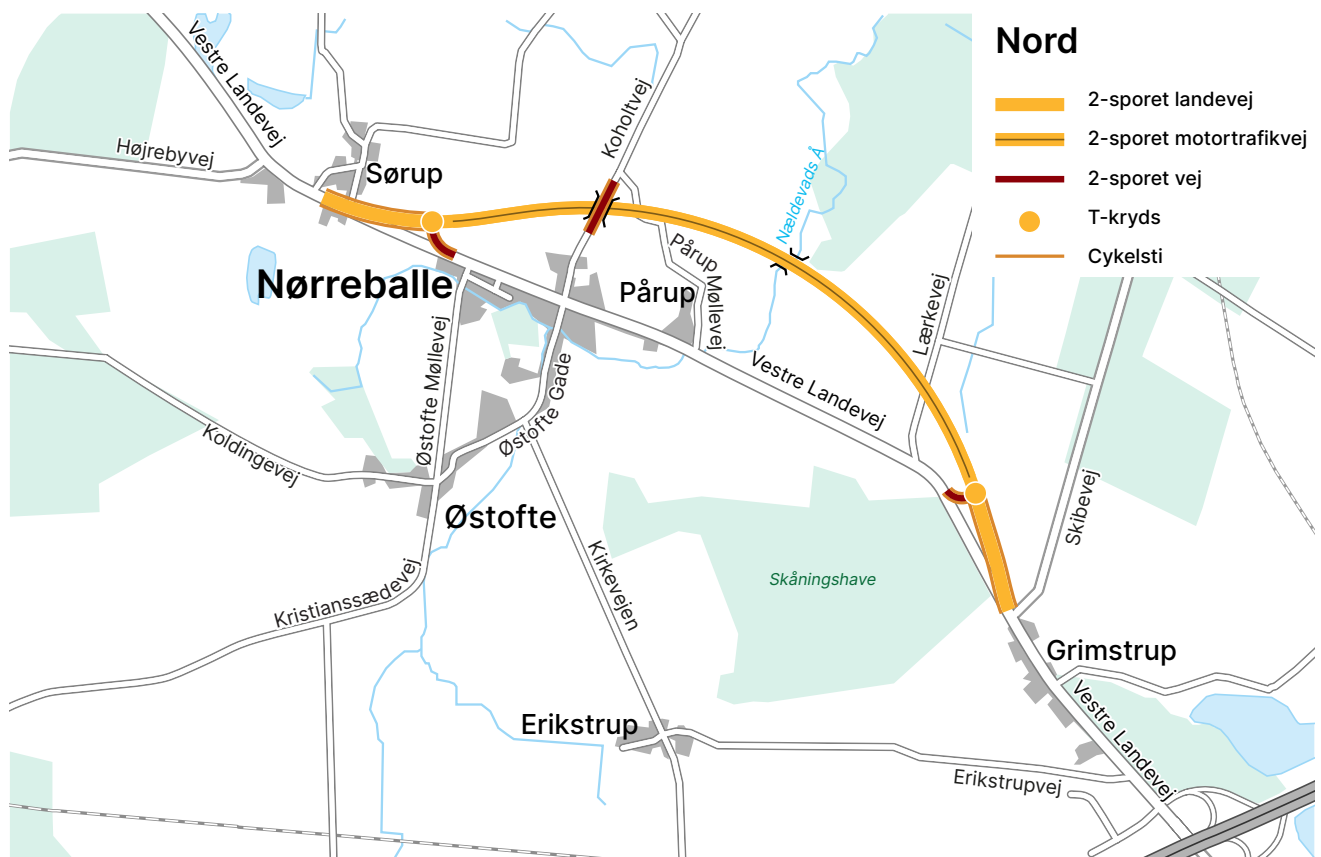 Nord
2-sporet landevej
2-sporet motortrafikvej
2-sporet vej
T-kryds
Cykelsti
Vestre Landevej
Højrebyvej
Sørup
Koholtvej
Nældevads Å
Nørreballe
Pårup
Pårup Møllevej
Lærkevej
Vestre Landevej
Østofte Møllevej
Østofte Gade
Koldingevej
Østofte
Skibevej
Skåningshave
Kirkevejen
Kristianssædevej
Grimstrup
Erikstrup
Vestre Landevej
Erikstrupvej